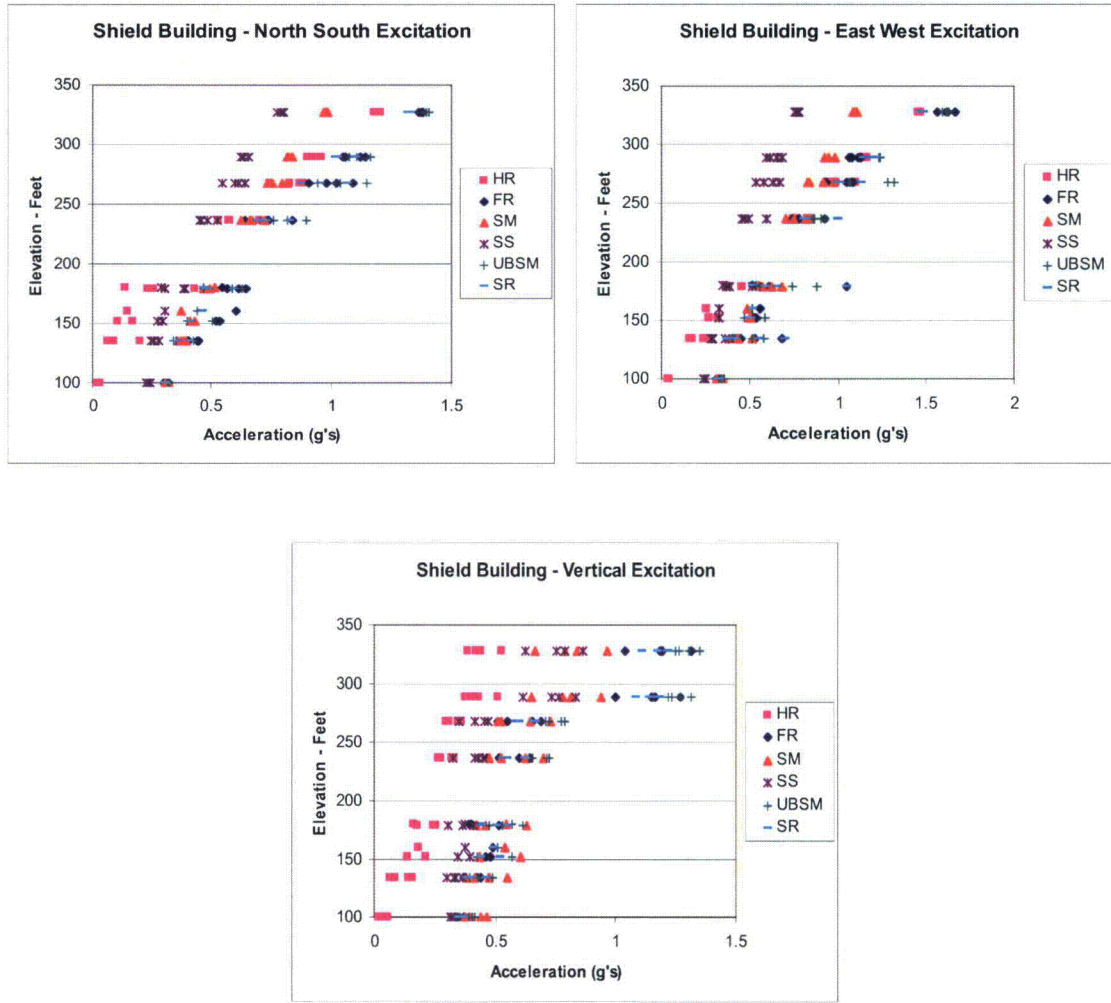 Shield Building - North South Excitation
350
300
250
200
150
100
0 0.5 1 1.5
Elevation - Feet
Acceleration (g's)
HR
FR
SM
SS
UBSM
SR
Shield Building - East West Excitation
350
300
250
200
150
100
0 0.5 1 1.5 2
Elevation - Feet
Acceleration (g's)
HR
FR
SM
SS
UBSM
SR
Shield Building - Vertical Excitation
350
300
250
200
150
100
0 0.5 1 1.5
Elevation - Feet
Acceleration (g's)
HR
FR
SM
SS
UBSM
SR